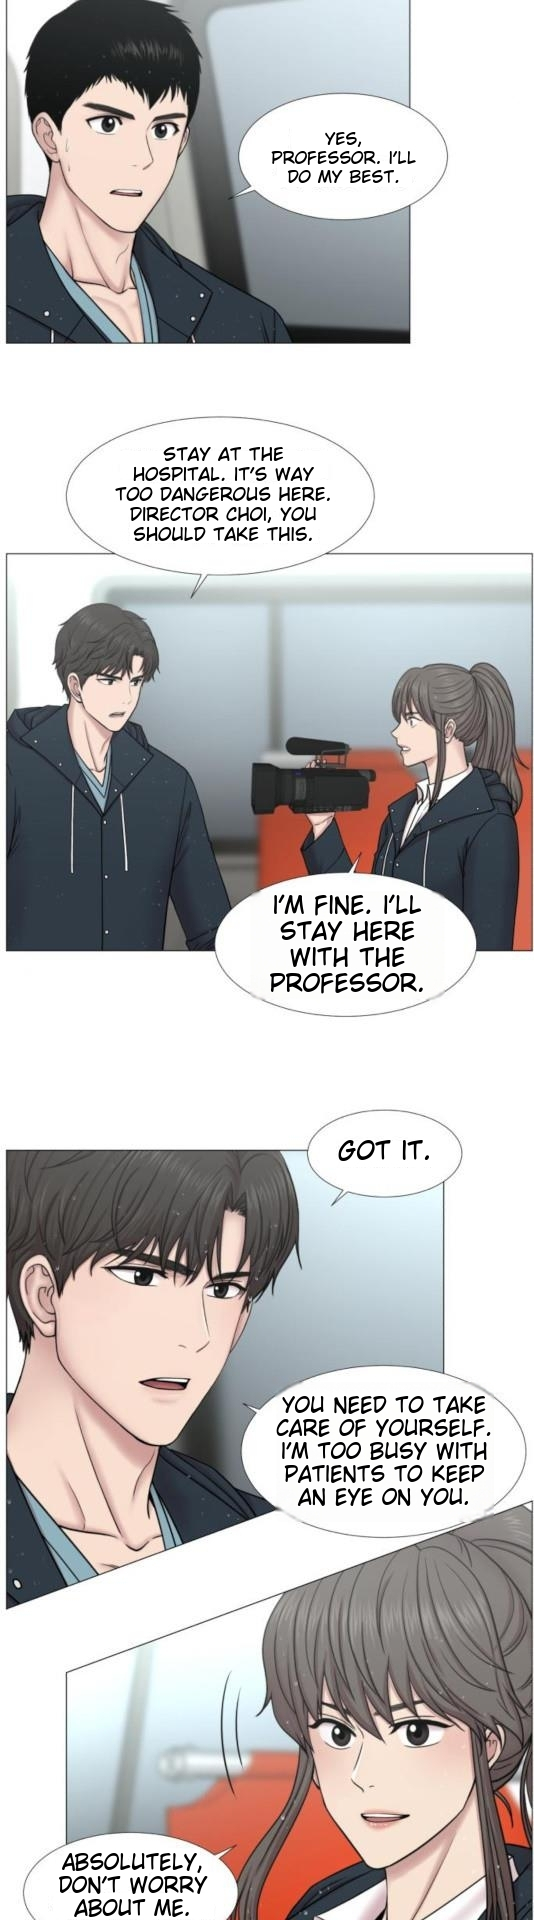 YES,
PROFESSOR. I'LL
DO MY BEST.
STAY AT THE
HOSPITAL. IT'S WAY
TOO DANGEROUS HERE.
DIRECTOR CHOI, YOU
SHOULD TAKE THIS.
I'M FINE. I'LL
STAY HERE
WITH THE
PROFESSOR.
GOT IT.
YOU NEED TO TAKE
CARE OF YOURSELF.
I'M TOO BUSY WITH
PATIENTS TO KEEP
AN EYE ON YOU.
ABSOLUTELY,
DON'T WORRY
ABOUT ME.